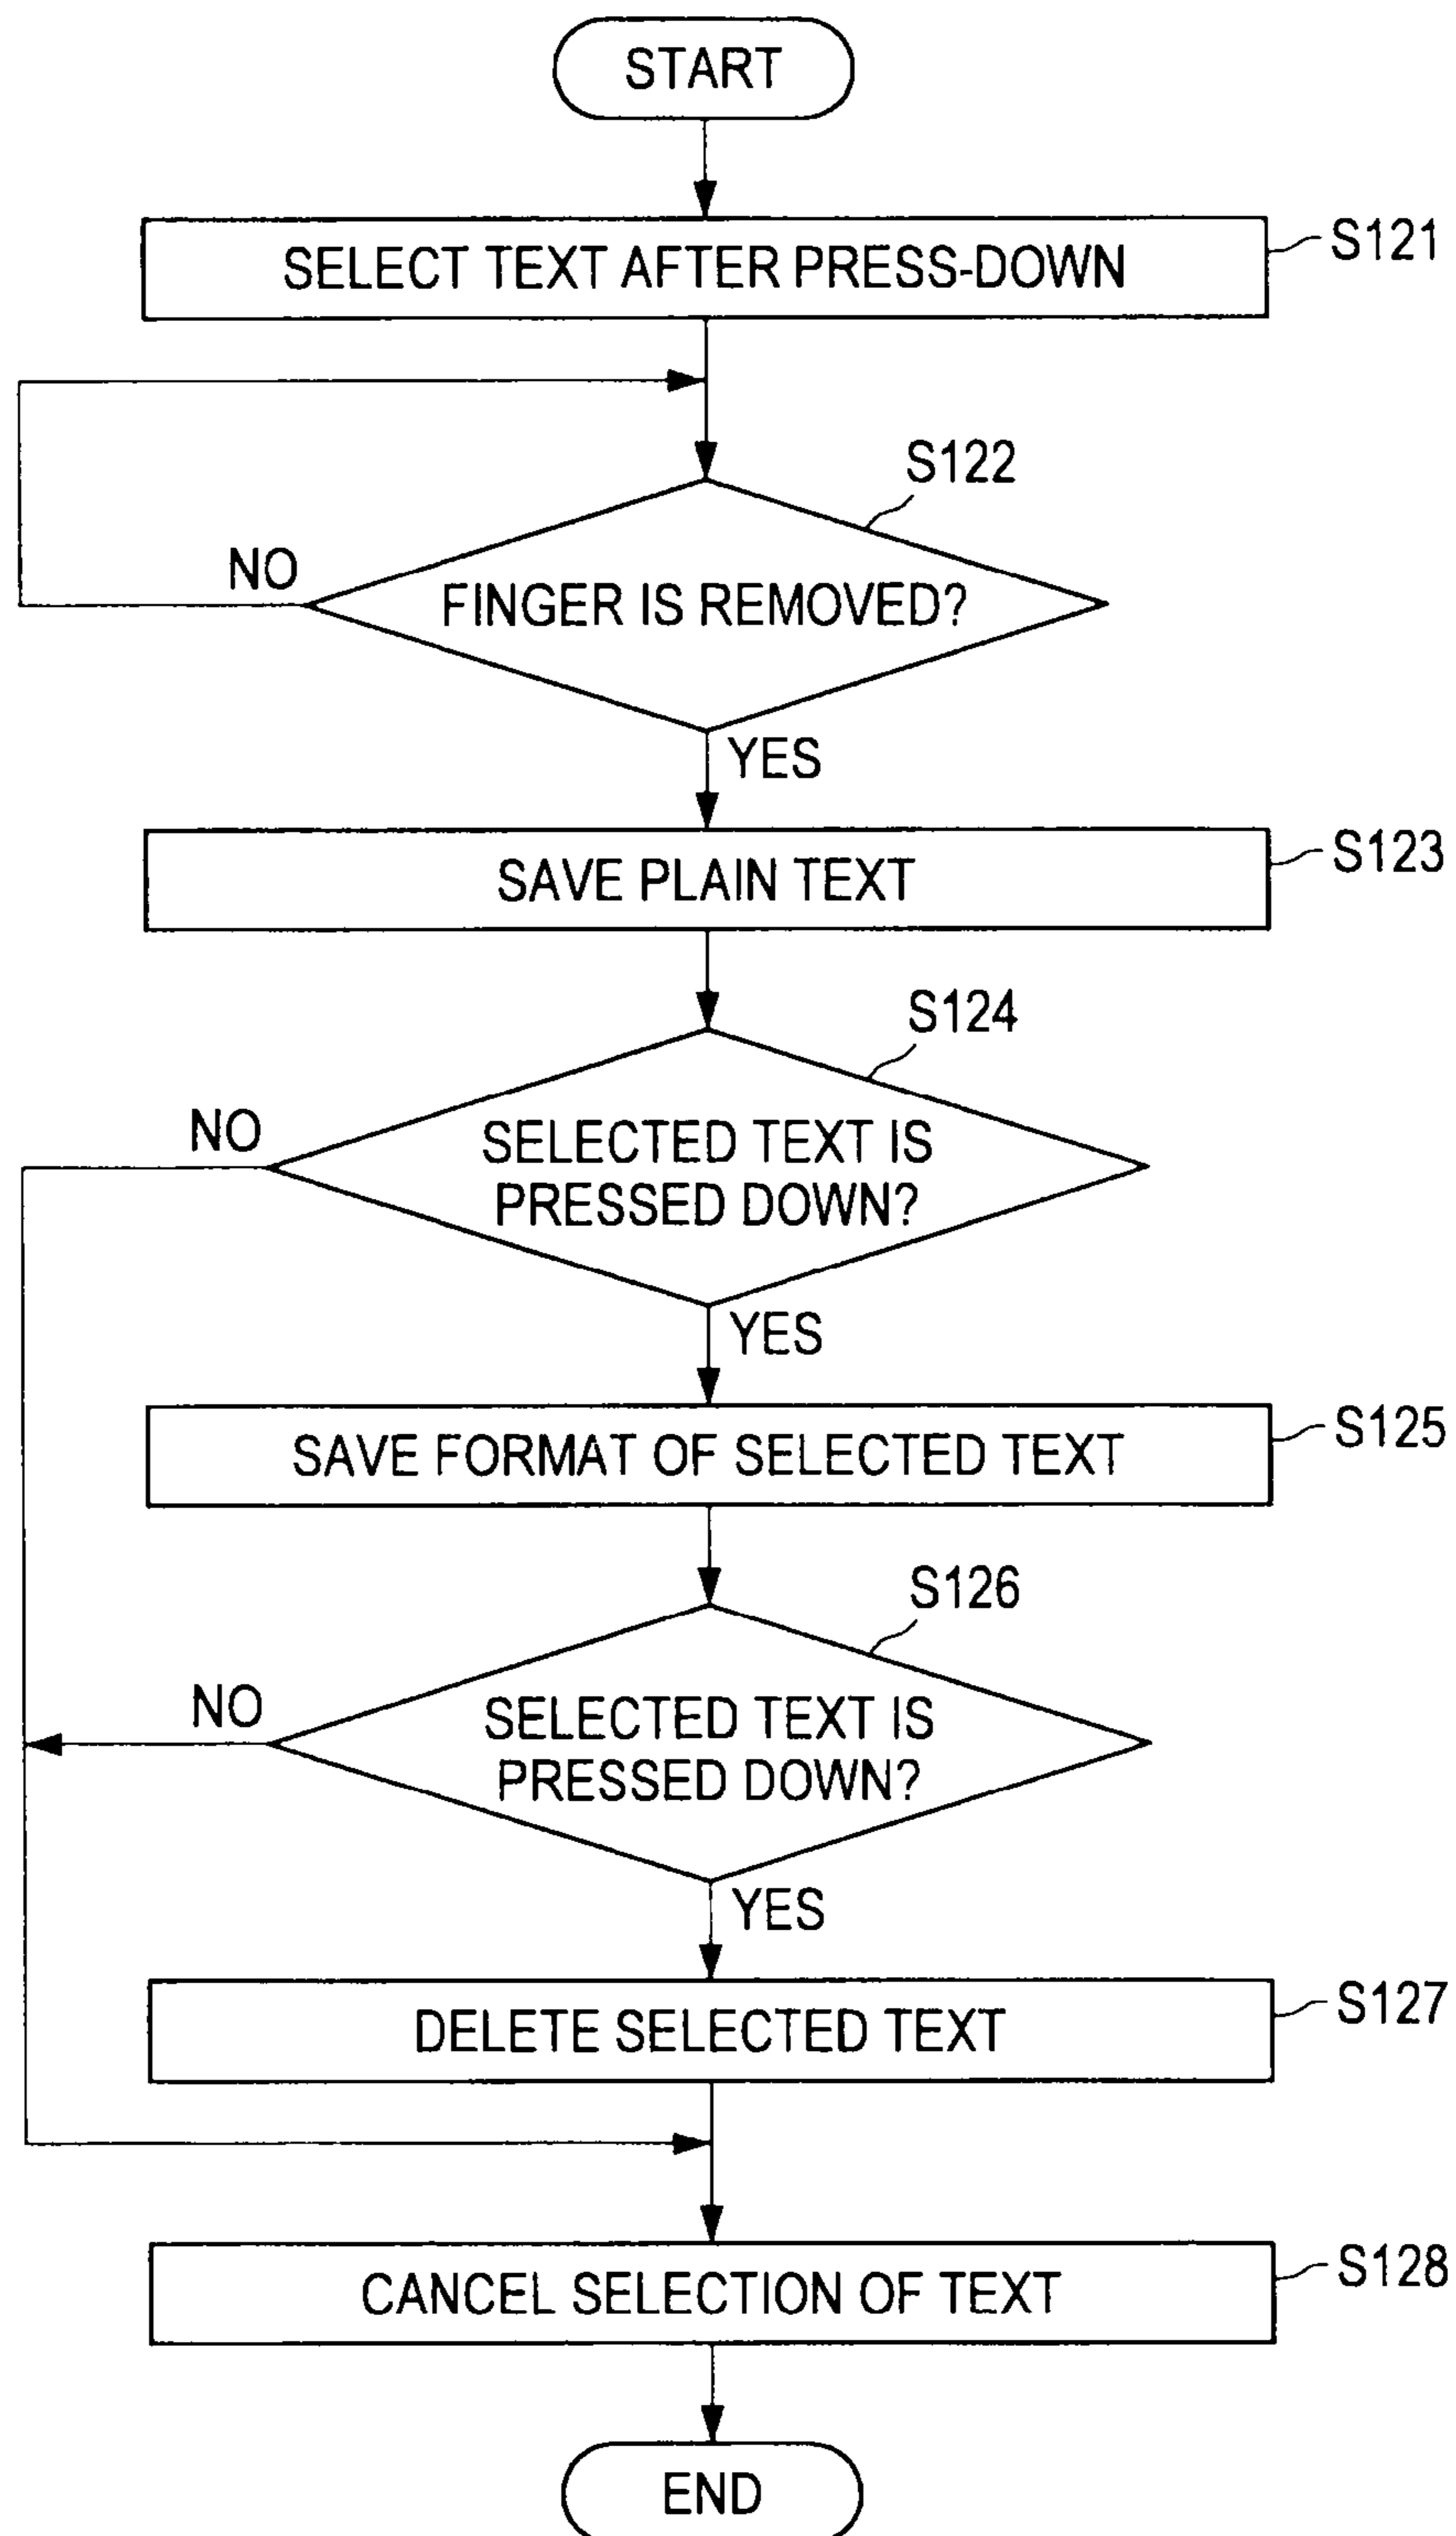 START
SELECT TEXT AFTER PRESS-DOWN
S121
S122
NO
FINGER IS REMOVED?
YES
SAVE PLAIN TEXT
S123
S124
NO
SELECTED TEXT IS
PRESSED DOWN?
YES
SAVE FORMAT OF SELECTED TEXT
S125
S126
NO
SELECTED TEXT IS
PRESSED DOWN?
YES
DELETE SELECTED TEXT
S127
CANCEL SELECTION OF TEXT
S128
END